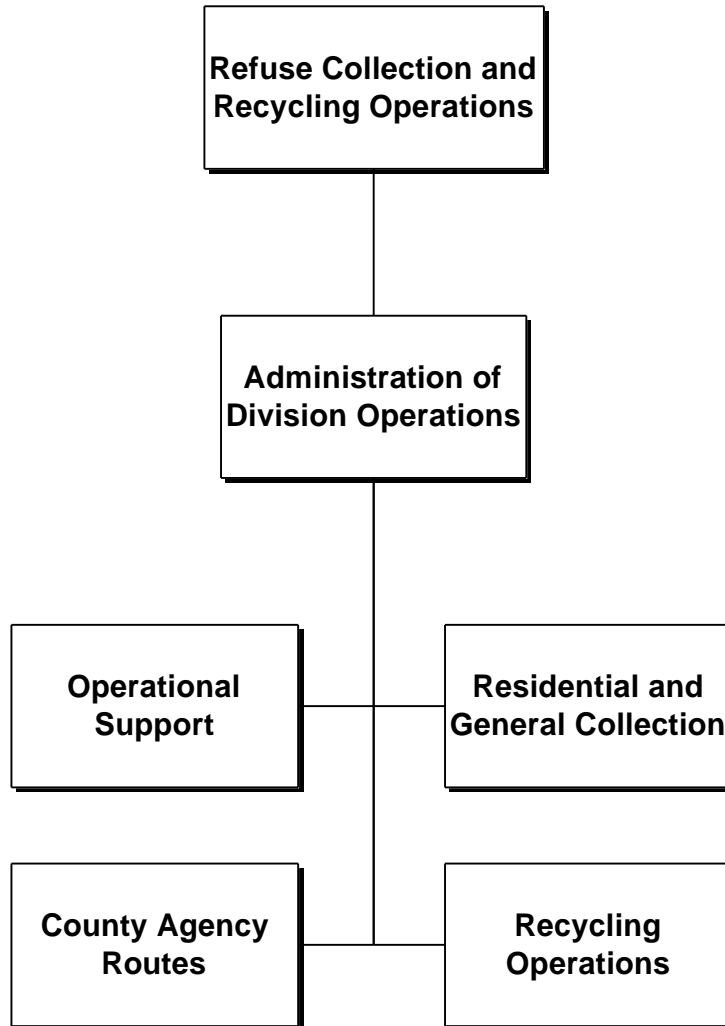 Refuse Collection and
Recycling Operations
Administration of
Division Operations
Operational
Support
Residential and
General Collection
County Agency
Routes
Recycling
Operations